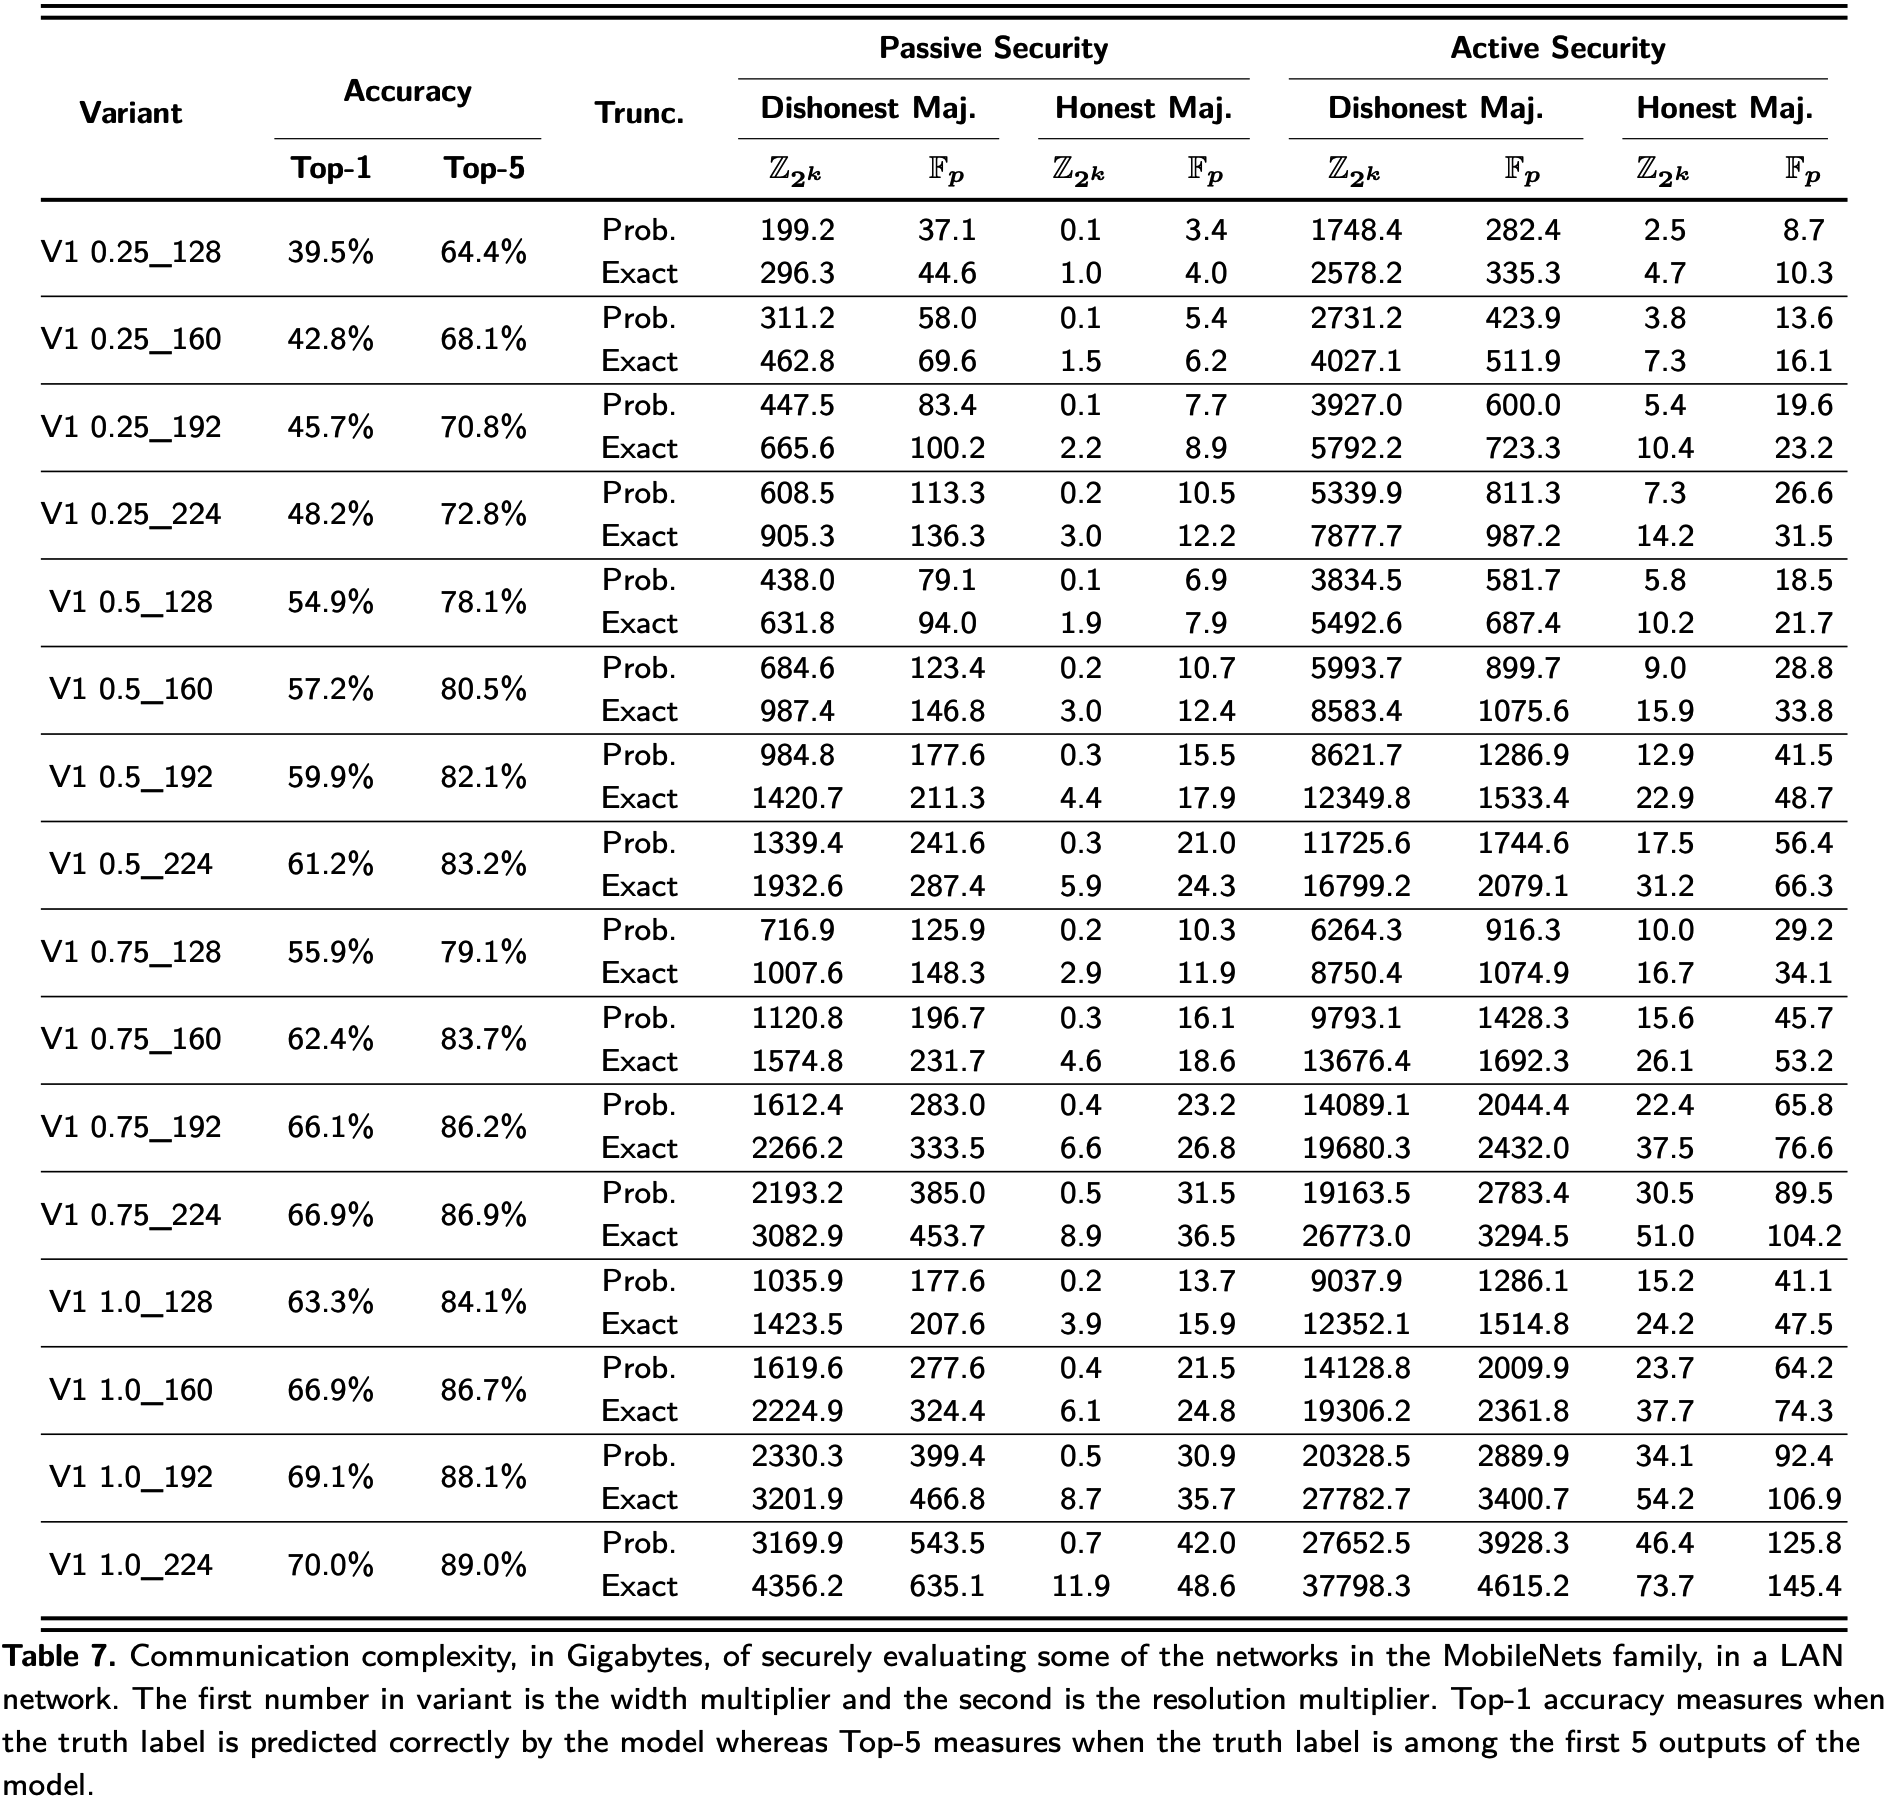 Passive Security Active Security
Variant Accuracy Trunc. Dishonest Maj. Honest Maj. Dishonest Maj. Honest Maj.
Top-1 Top-5 ℤ₂ᵏ 𝔽ₚ ℤ₂ᵏ 𝔽ₚ ℤ₂ᵏ 𝔽ₚ ℤ₂ᵏ 𝔽ₚ
V1 0.25_128 39.5% 64.4% Prob. 199.2 37.1 0.1 3.4 1748.4 282.4 2.5 8.7
Exact 296.3 44.6 1.0 4.0 2578.2 335.3 4.7 10.3
V1 0.25_160 42.8% 68.1% Prob. 311.2 58.0 0.1 5.4 2731.2 423.9 3.8 13.6
Exact 462.8 69.6 1.5 6.2 4027.1 511.9 7.3 16.1
V1 0.25_192 45.7% 70.8% Prob. 447.5 83.4 0.1 7.7 3927.0 600.0 5.4 19.6
Exact 665.6 100.2 2.2 8.9 5792.2 723.3 10.4 23.2
V1 0.25_224 48.2% 72.8% Prob. 608.5 113.3 0.2 10.5 5339.9 811.3 7.3 26.6
Exact 905.3 136.3 3.0 12.2 7877.7 987.2 14.2 31.5
V1 0.5_128 54.9% 78.1% Prob. 438.0 79.1 0.1 6.9 3834.5 581.7 5.8 18.5
Exact 631.8 94.0 1.9 7.9 5492.6 687.4 10.2 21.7
V1 0.5_160 57.2% 80.5% Prob. 684.6 123.4 0.2 10.7 5993.7 899.7 9.0 28.8
Exact 987.4 146.8 3.0 12.4 8583.4 1075.6 15.9 33.8
V1 0.5_192 59.9% 82.1% Prob. 984.8 177.6 0.3 15.5 8621.7 1286.9 12.9 41.5
Exact 1420.7 211.3 4.4 17.9 12349.8 1533.4 22.9 48.7
V1 0.5_224 61.2% 83.2% Prob. 1339.4 241.6 0.3 21.0 11725.6 1744.6 17.5 56.4
Exact 1932.6 287.4 5.9 24.3 16799.2 2079.1 31.2 66.3
V1 0.75_128 55.9% 79.1% Prob. 716.9 125.9 0.2 10.3 6264.3 916.3 10.0 29.2
Exact 1007.6 148.3 2.9 11.9 8750.4 1074.9 16.7 34.1
V1 0.75_160 62.4% 83.7% Prob. 1120.8 196.7 0.3 16.1 9793.1 1428.3 15.6 45.7
Exact 1574.8 231.7 4.6 18.6 13676.4 1692.3 26.1 53.2
V1 0.75_192 66.1% 86.2% Prob. 1612.4 283.0 0.4 23.2 14089.1 2044.4 22.4 65.8
Exact 2266.2 333.5 6.6 26.8 19680.3 2432.0 37.5 76.6
V1 0.75_224 66.9% 86.9% Prob. 2193.2 385.0 0.5 31.5 19163.5 2783.4 30.5 89.5
Exact 3082.9 453.7 8.9 36.5 26773.0 3294.5 51.0 104.2
V1 1.0_128 63.3% 84.1% Prob. 1035.9 177.6 0.2 13.7 9037.9 1286.1 15.2 41.1
Exact 1423.5 207.6 3.9 15.9 12352.1 1514.8 24.2 47.5
V1 1.0_160 66.9% 86.7% Prob. 1619.6 277.6 0.4 21.5 14128.8 2009.9 23.7 64.2
Exact 2224.9 324.4 6.1 24.8 19306.2 2361.8 37.7 74.3
V1 1.0_192 69.1% 88.1% Prob. 2330.3 399.4 0.5 30.9 20328.5 2889.9 34.1 92.4
Exact 3201.9 466.8 8.7 35.7 27782.7 3400.7 54.2 106.9
V1 1.0_224 70.0% 89.0% Prob. 3169.9 543.5 0.7 42.0 27652.5 3928.3 46.4 125.8
Exact 4356.2 635.1 11.9 48.6 37798.3 4615.2 73.7 145.4
Table 7. Communication complexity, in Gigabytes, of securely evaluating some of the networks in the MobileNets family, in a LAN
network. The first number in variant is the width multiplier and the second is the resolution multiplier. Top-1 accuracy measures when
the truth label is predicted correctly by the model whereas Top-5 measures when the truth label is among the first 5 outputs of the
model.